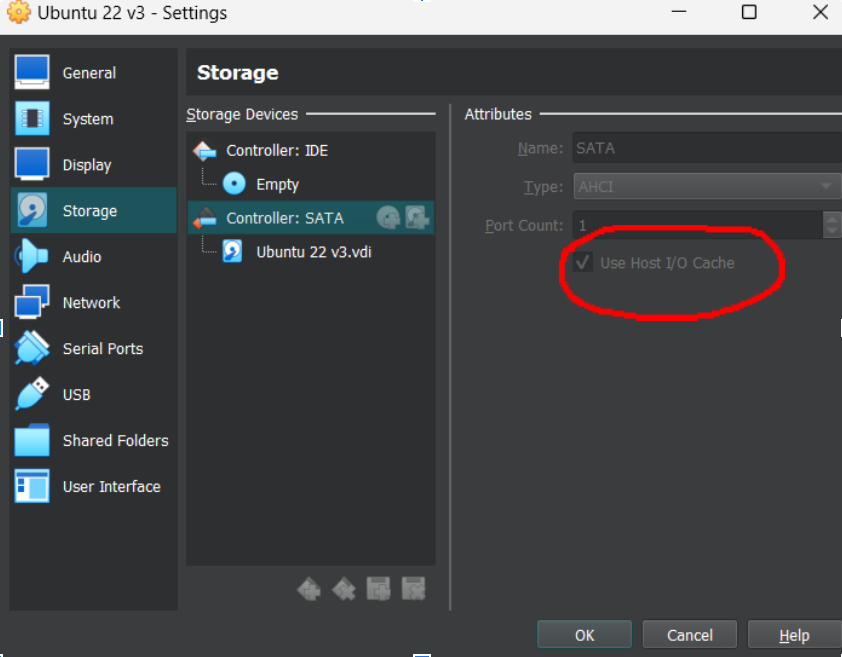 Ubuntu 22 v3 - Settings
General
System
Display
Storage
Audio
Network
Serial Ports
USB
Shared Folders
User Interface
Storage
Storage Devices
Controller: IDE
Empty
Controller: SATA
Ubuntu 22 v3.vdi
Attributes
Name: SATA
Type: AHCI
Port Count: 1
Use Host I/O Cache
OK
Cancel
Help